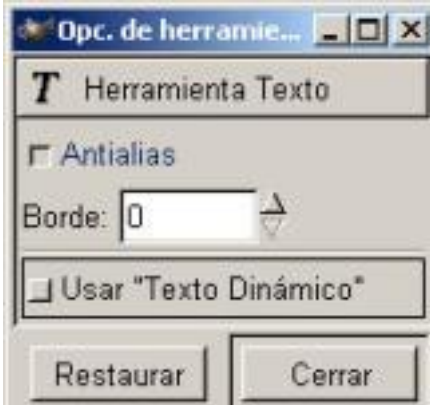 Opc. de herramie...
T Herramienta Texto
Antialias
Borde: 0
Usar "Texto Dinámico"
Restaurar Cerrar